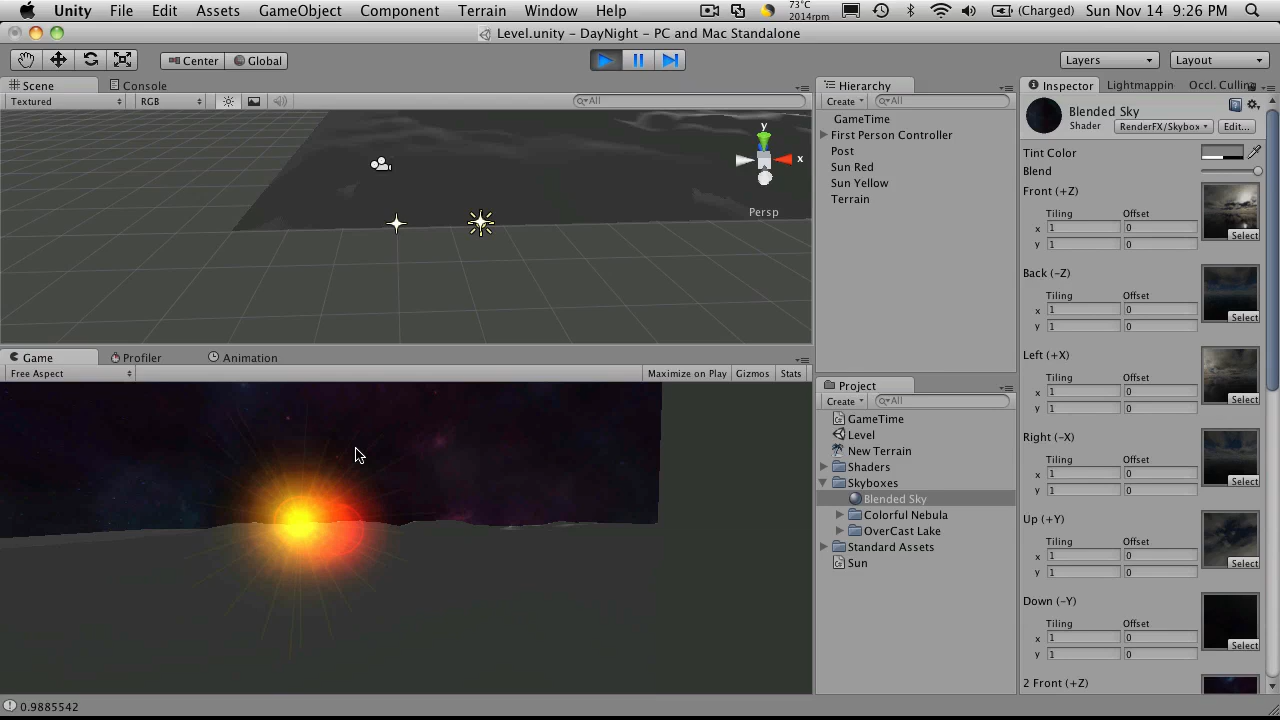 Unity File Edit Assets GameObject Component Terrain Window Help 73°C 2014rpm (Charged) Sun Nov 14 9:26 PM
Level.unity - DayNight - PC and Mac Standalone
Center Global Layers Layout
Scene Console
Textured RGB All
y
x
Persp
Game Profiler Animation
Free Aspect Maximize on Play Gizmos Stats
Hierarchy
Create All
GameTime
First Person Controller
Post
Sun Red
Sun Yellow
Terrain
Project
Create All
GameTime
Level
New Terrain
Shaders
Skyboxes
Blended Sky
Colorful Nebula
OverCast Lake
Standard Assets
Sun
Inspector Lightmappin Occl. Culling
Blended Sky
Shader RenderFX/Skybox Edit...
Tint Color
Blend
Front (+Z)
Tiling Offset
x 1 0
y 1 0
Select
Back (-Z)
Tiling Offset
x 1 0
y 1 0
Select
Left (+X)
Tiling Offset
x 1 0
y 1 0
Select
Right (-X)
Tiling Offset
x 1 0
y 1 0
Select
Up (+Y)
Tiling Offset
x 1 0
y 1 0
Select
Down (-Y)
Tiling Offset
x 1 0
y 1 0
Select
2 Front (+Z)
0.9885542